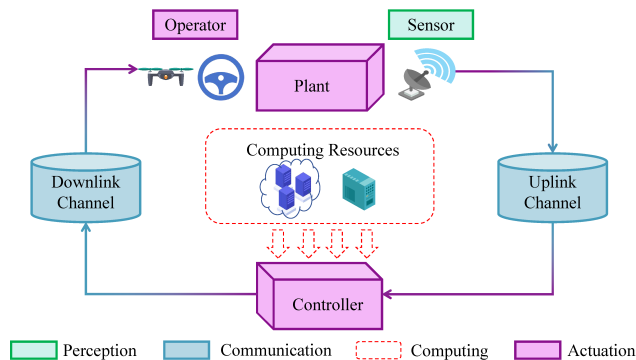 Operator
Sensor
Plant
Computing Resources
Downlink
Channel
Uplink
Channel
Controller
Perception
Communication
Computing
Actuation